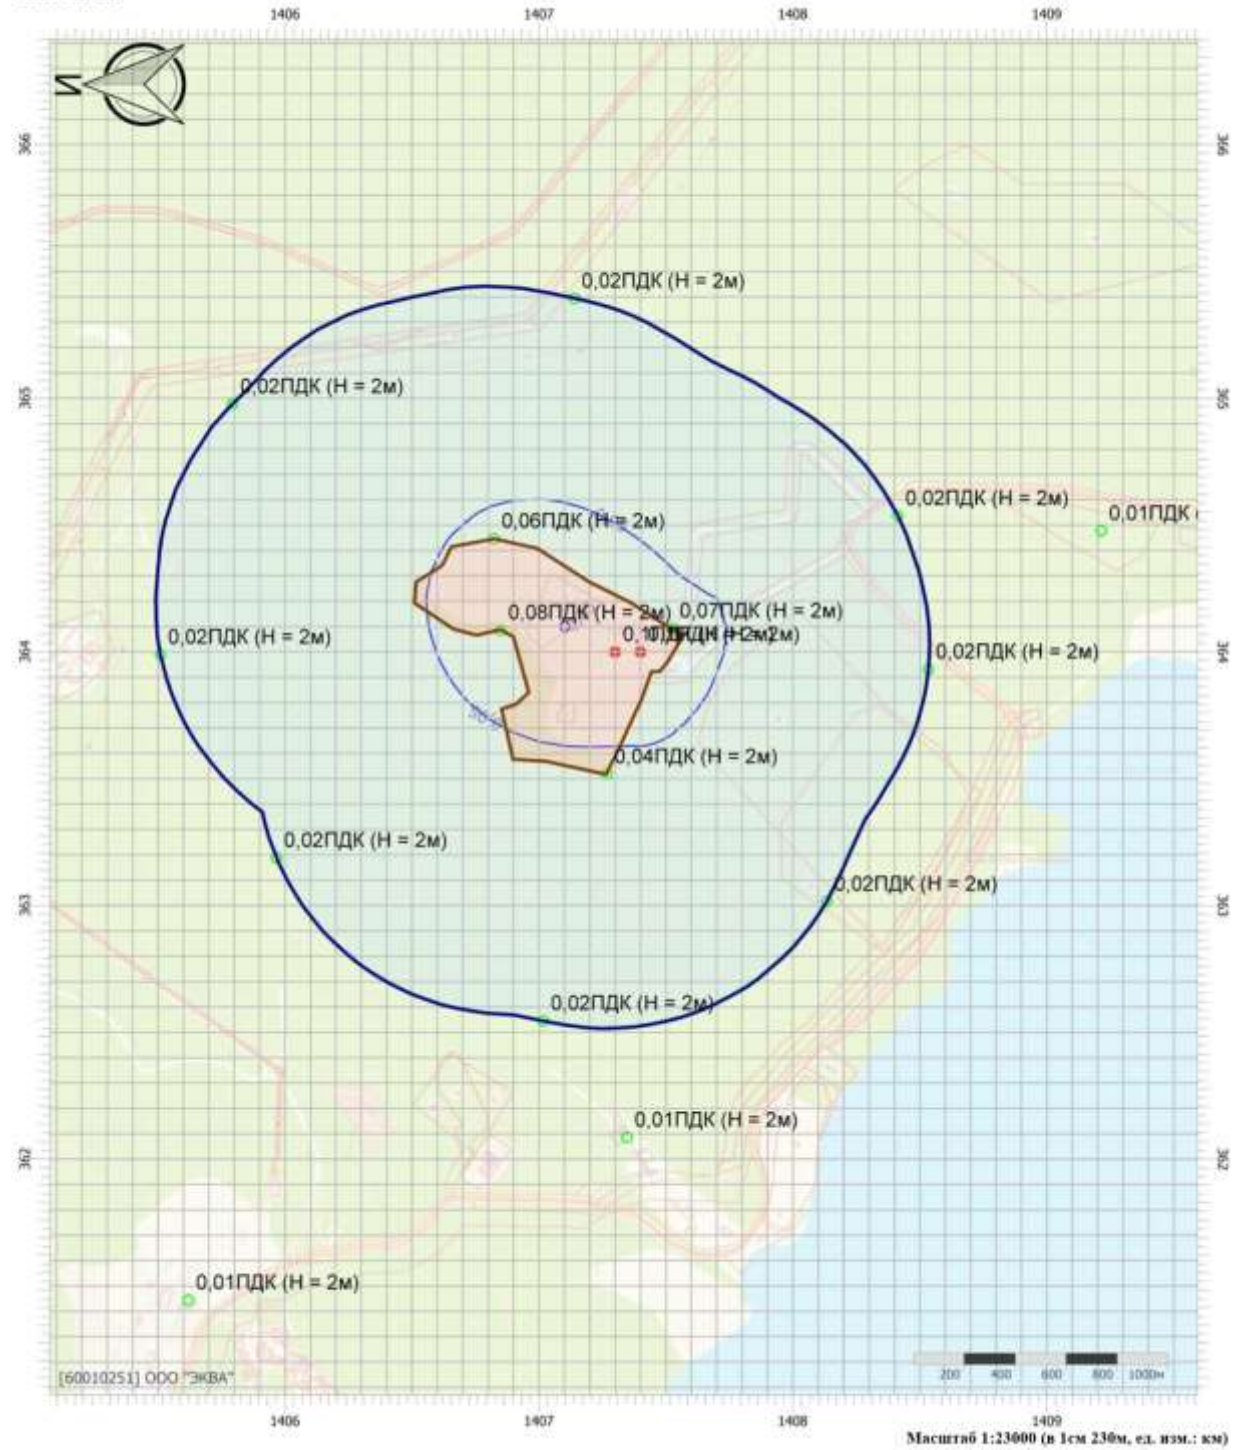 1406 1407 1408 1409
И
366 366
0,02ПДК (Н = 2м)
0,02ПДК (Н = 2м)
365 365
0,02ПДК (Н = 2м)
0,01ПДК (
0,06ПДК (Н = 2м)
0,08ПДК (Н = 2м)
0,07ПДК (Н = 2м)
0,02ПДК (Н = 2м)
364 364
0,02ПДК (Н = 2м)
0,04ПДК (Н = 2м)
0,02ПДК (Н = 2м)
0,02ПДК (Н = 2м)
363 363
0,02ПДК (Н = 2м)
0,01ПДК (Н = 2м)
362 362
0,01ПДК (Н = 2м)
[60010251] ООО "ЭКВА"
200 400 600 800 1000м
1406 1407 1408 1409
Масштаб 1:23000 (в 1см 230м, ед. изм.: км)